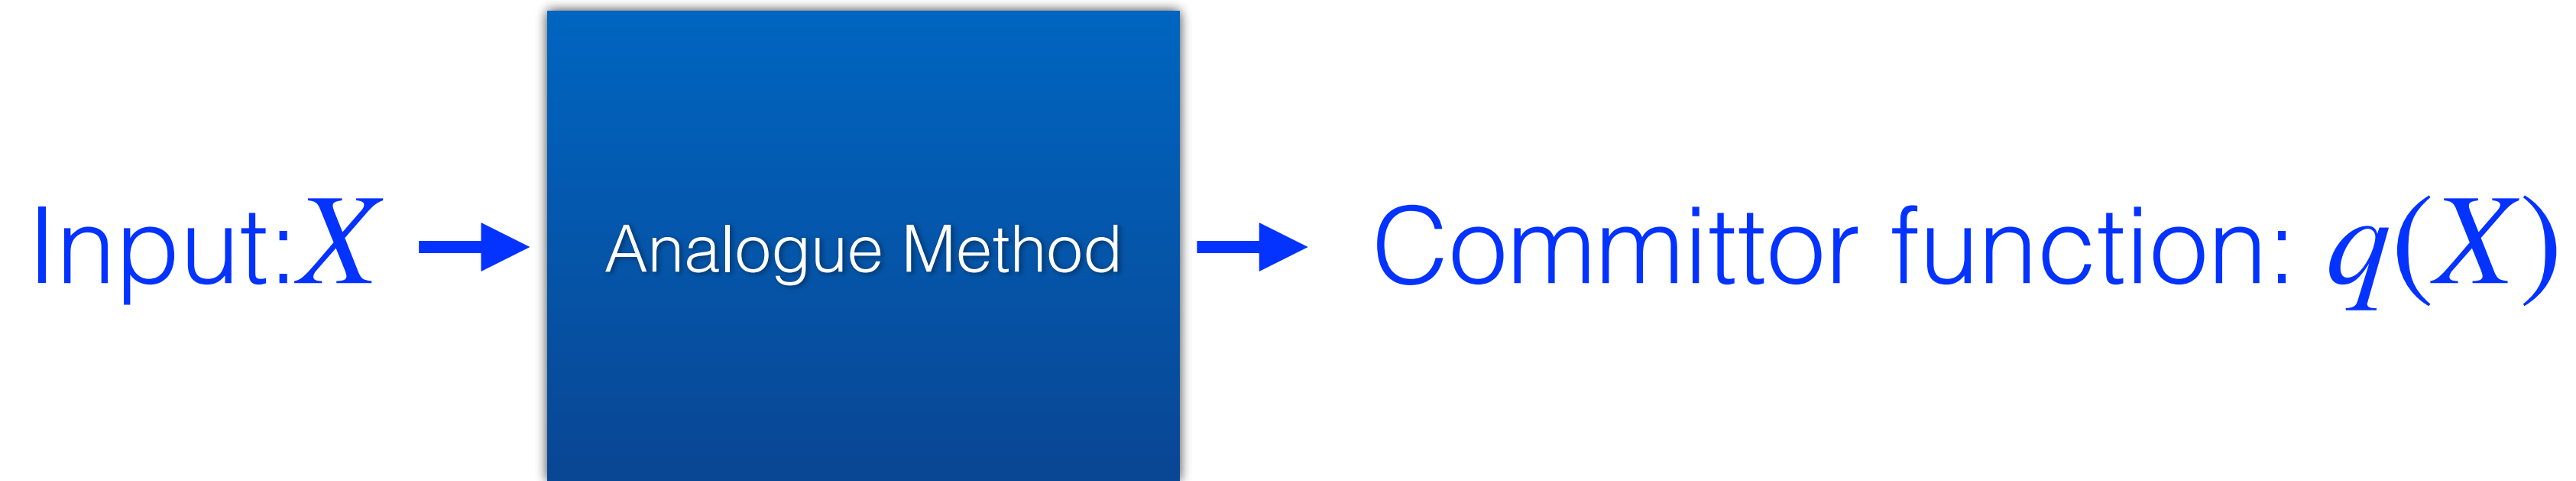 Input:X → Analogue Method → Committor function: q(X)